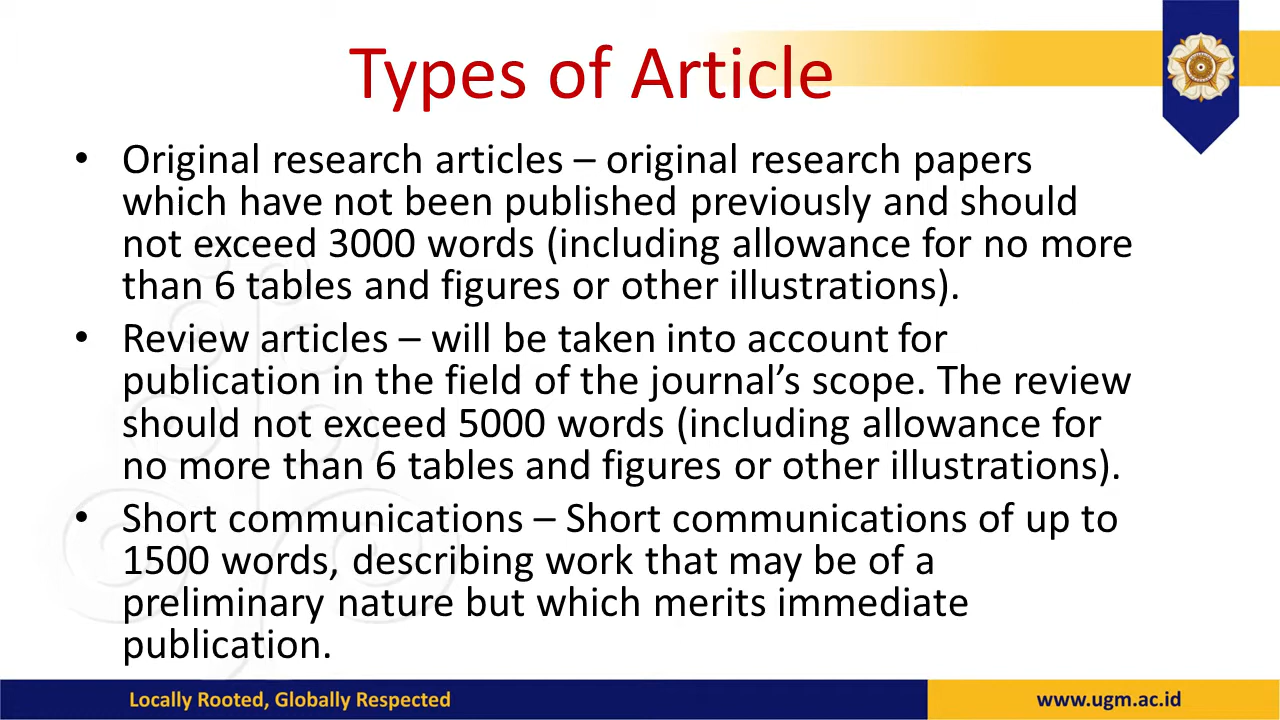 Types of Article
• Original research articles – original research papers
which have not been published previously and should
not exceed 3000 words (including allowance for no more
than 6 tables and figures or other illustrations).
• Review articles – will be taken into account for
publication in the field of the journal’s scope. The review
should not exceed 5000 words (including allowance for
no more than 6 tables and figures or other illustrations).
• Short communications – Short communications of up to
1500 words, describing work that may be of a
preliminary nature but which merits immediate
publication.
Locally Rooted, Globally Respected
www.ugm.ac.id